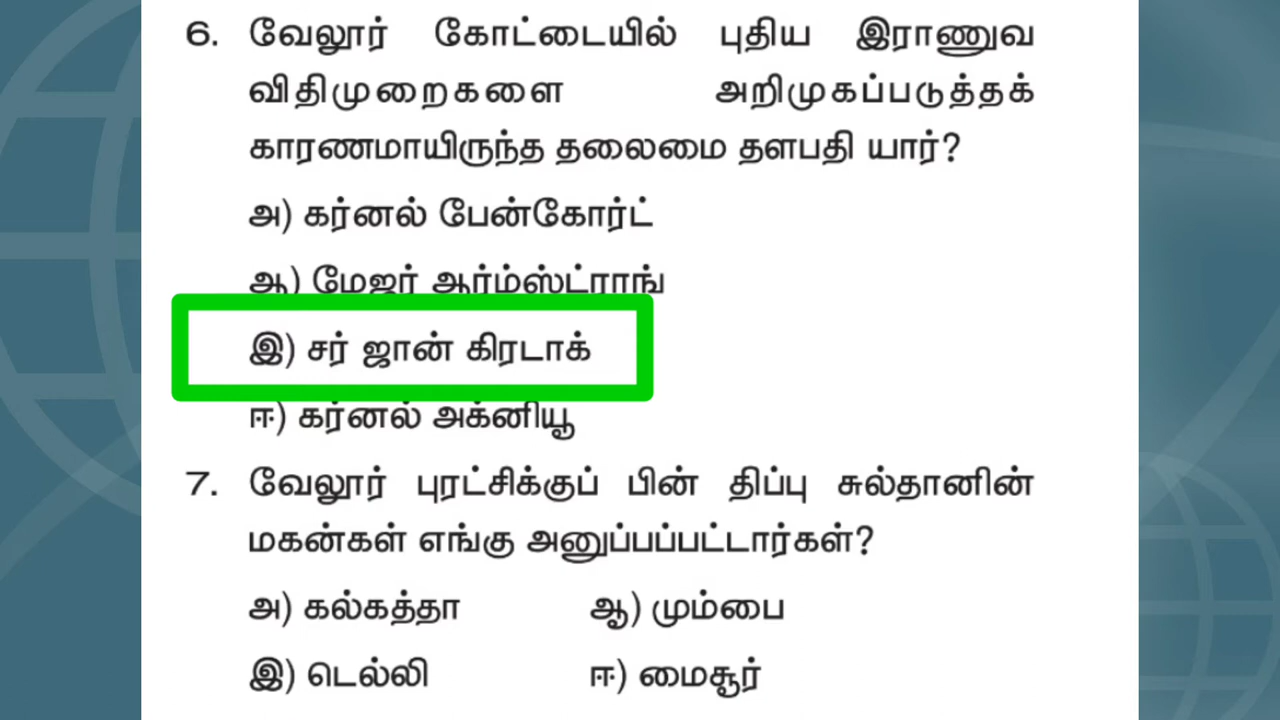 6. வேலூர் கோட்டையில் புதிய இராணுவ
விதிமுறைகளை அறிமுகப்படுத்தக்
காரணமாயிருந்த தலைமை தளபதி யார்?
அ) கர்னல் பேன்கோர்ட்
ஆ) மேஜர் ஆர்ம்ஸ்ட்ராங்
இ) சர் ஜான் கிரடாக்
ஈ) கர்னல் அக்னியூ
7. வேலூர் புரட்சிக்குப் பின் திப்பு சுல்தானின்
மகன்கள் எங்கு அனுப்பப்பட்டார்கள்?
அ) கல்கத்தா ஆ) மும்பை
இ) டெல்லி ஈ) மைசூர்